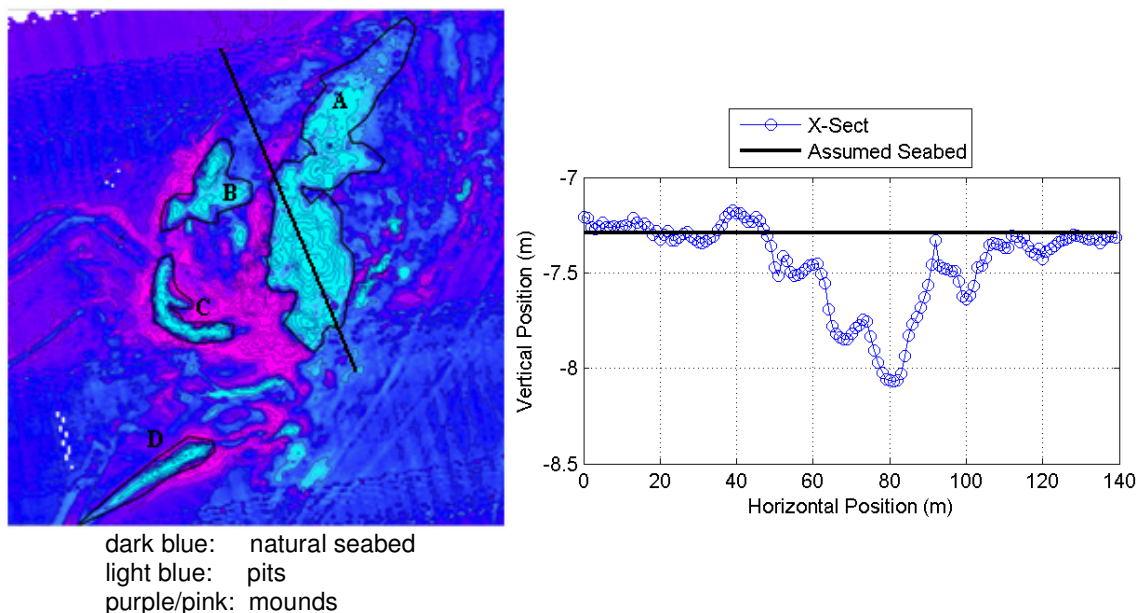 A
B
C
D
dark blue: natural seabed
light blue: pits
purple/pink: mounds
X-Sect
Assumed Seabed
-7
-7.5
-8
-8.5
Vertical Position (m)
0 20 40 60 80 100 120 140
Horizontal Position (m)